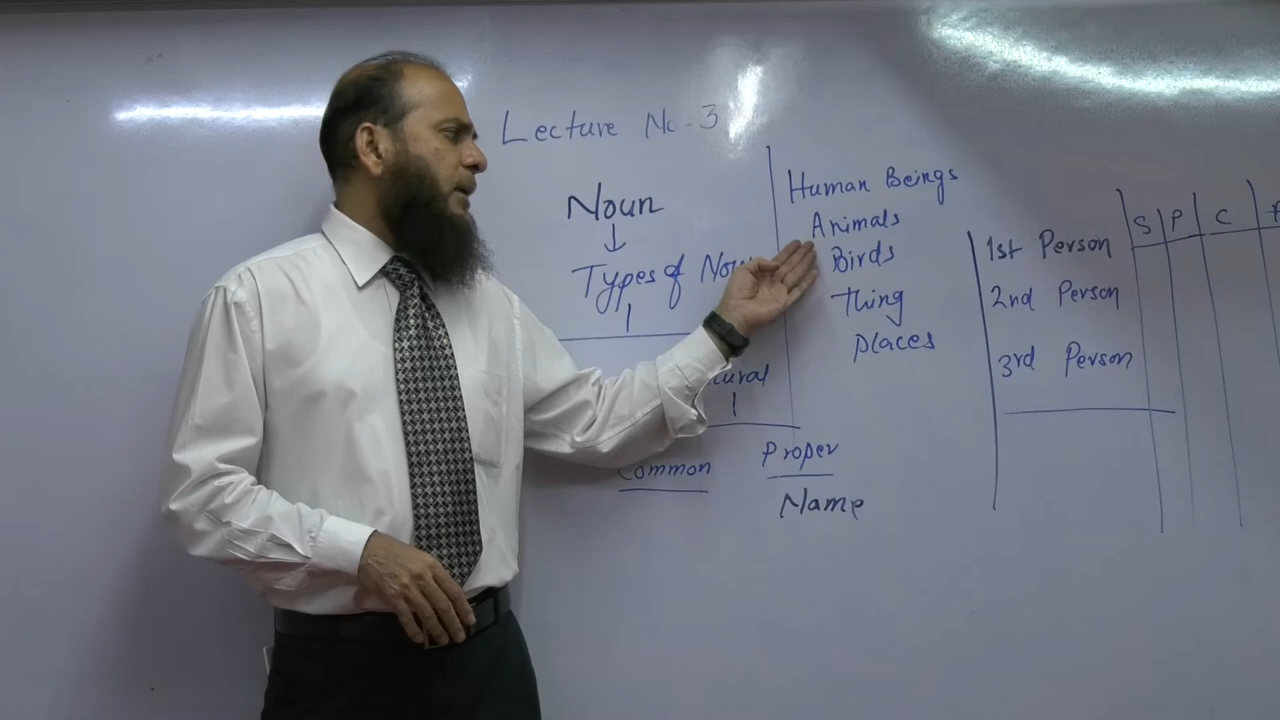 Lecture No-3
Noun
Types of Noun
Common
Proper
Name
Human Beings
Animals
Birds
Thing
Places
1st Person
2nd Person
3rd Person
S P C